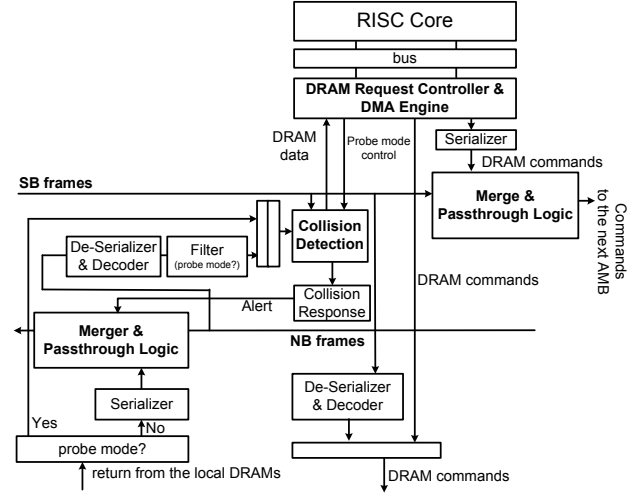 RISC Core
bus
DRAM Request Controller &
DMA Engine
DRAM
data
Probe mode
control
Serializer
DRAM commands
SB frames
Merge &
Passthrough Logic
Commands
to the next AMB
Collision
Detection
De-Serializer
& Decoder
Filter
(probe mode?)
DRAM commands
Collision
Response
Alert
Merger &
Passthrough Logic
NB frames
De-Serializer
& Decoder
Serializer
Yes
No
probe mode?
return from the local DRAMs
DRAM commands